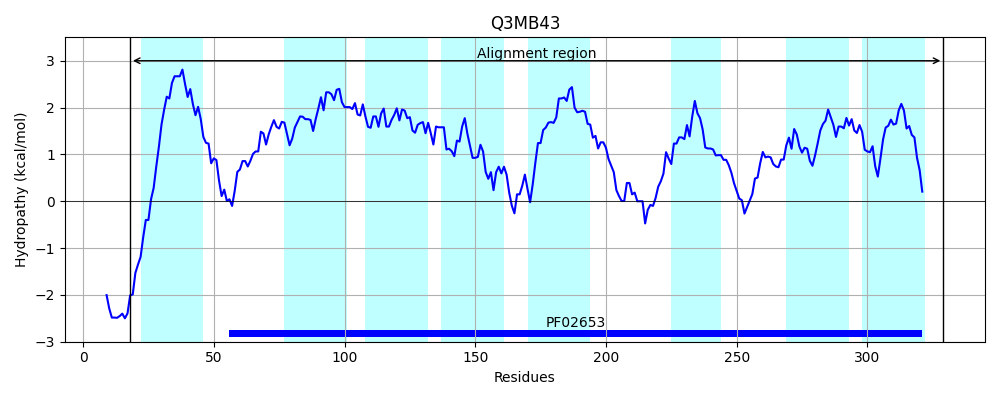 Q3MB43
Alignment region
PF02653
Hydropathy (kcal/mol)
3
2
1
0
−1
−2
−3
0 50 100 150 200 250 300
Residues